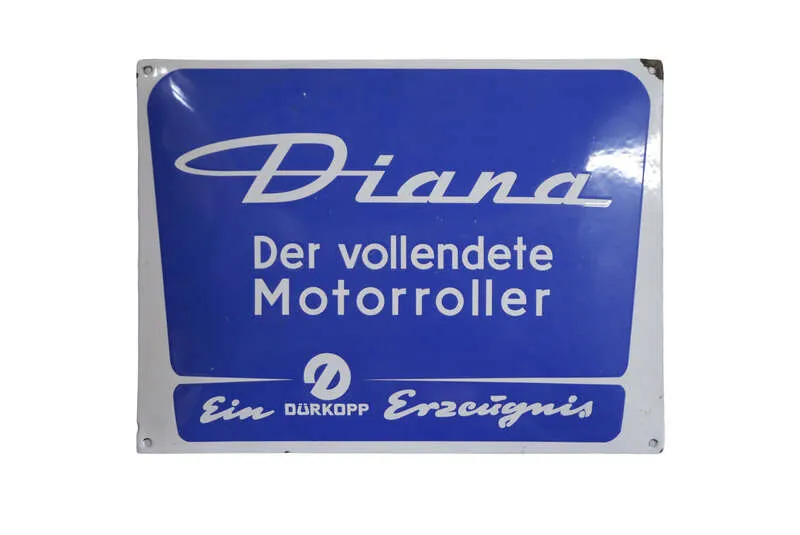 Diana
Der vollendete
Motorroller
D
Ein DÜRKOPP Erzeugnis